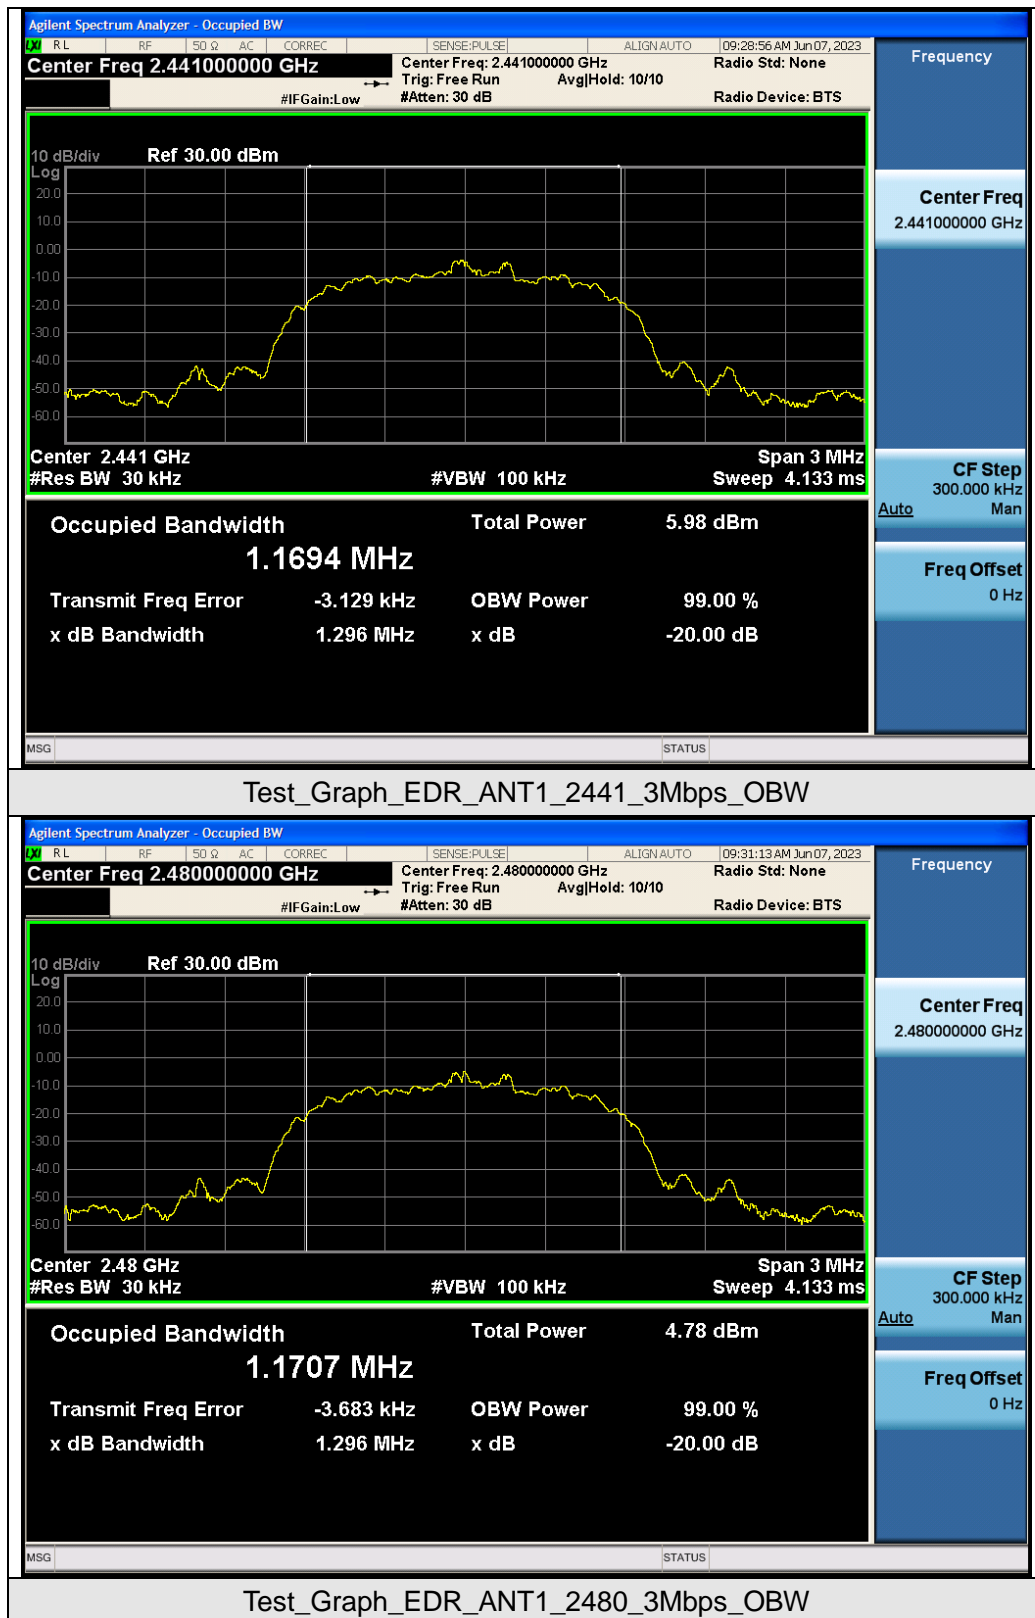 Agilent Spectrum Analyzer - Occupied BW
LXI RL RF 50 Ω AC CORREC SENSE:PULSE ALIGN AUTO 09:28:56 AM Jun 07, 2023
Center Freq 2.441000000 GHz
Center Freq: 2.441000000 GHz
Radio Std: None
Trig: Free Run Avg|Hold: 10/10
#IFGain:Low #Atten: 30 dB Radio Device: BTS
10 dB/div Ref 30.00 dBm
Log
20.0
10.0
0.00
-10.0
-20.0
-30.0
-40.0
-50.0
-60.0
Center 2.441 GHz Span 3 MHz
#Res BW 30 kHz #VBW 100 kHz Sweep 4.133 ms
Occupied Bandwidth Total Power 5.98 dBm
1.1694 MHz
Transmit Freq Error -3.129 kHz OBW Power 99.00 %
x dB Bandwidth 1.296 MHz x dB -20.00 dB
MSG STATUS
Frequency
Center Freq
2.441000000 GHz
CF Step
300.000 kHz
Auto Man
Freq Offset
0 Hz
Test_Graph_EDR_ANT1_2441_3Mbps_OBW
Agilent Spectrum Analyzer - Occupied BW
LXI RL RF 50 Ω AC CORREC SENSE:PULSE ALIGN AUTO 09:31:13 AM Jun 07, 2023
Center Freq 2.480000000 GHz
Center Freq: 2.480000000 GHz
Radio Std: None
Trig: Free Run Avg|Hold: 10/10
#IFGain:Low #Atten: 30 dB Radio Device: BTS
10 dB/div Ref 30.00 dBm
Log
20.0
10.0
0.00
-10.0
-20.0
-30.0
-40.0
-50.0
-60.0
Center 2.48 GHz Span 3 MHz
#Res BW 30 kHz #VBW 100 kHz Sweep 4.133 ms
Occupied Bandwidth Total Power 4.78 dBm
1.1707 MHz
Transmit Freq Error -3.683 kHz OBW Power 99.00 %
x dB Bandwidth 1.296 MHz x dB -20.00 dB
MSG STATUS
Frequency
Center Freq
2.480000000 GHz
CF Step
300.000 kHz
Auto Man
Freq Offset
0 Hz
Test_Graph_EDR_ANT1_2480_3Mbps_OBW